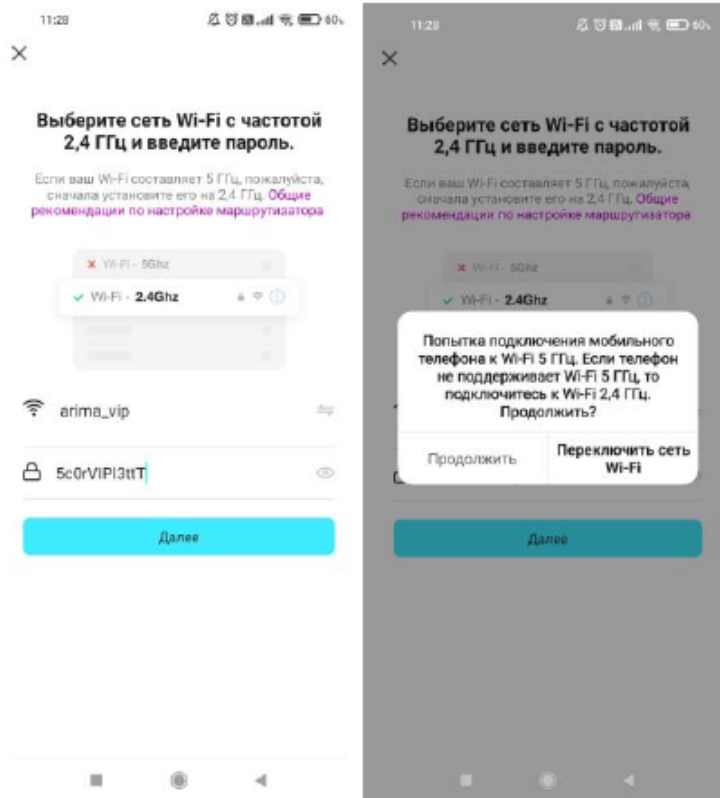 11:28
60%
Выберите сеть Wi-Fi с частотой
2,4 ГГц и введите пароль.
Если ваш Wi-Fi составляет 5 ГГц, пожалуйста,
сначала установите его на 2,4 ГГц. Общие
рекомендации по настройке маршрутизатора
Wi-Fi - 5Ghz
Wi-Fi - 2.4Ghz
arima_vip
5c0rVIPI3ttT
Далее
11:28
60%
Выберите сеть Wi-Fi с частотой
2,4 ГГц и введите пароль.
Если ваш Wi-Fi составляет 5 ГГц, пожалуйста,
сначала установите его на 2,4 ГГц. Общие
рекомендации по настройке маршрутизатора
Wi-Fi - 5Ghz
Wi-Fi - 2.4Ghz
Попытка подключения мобильного
телефона к Wi-Fi 5 ГГц. Если телефон
не поддерживает Wi-Fi 5 ГГц, то
подключитесь к Wi-Fi 2,4 ГГц.
Продолжить?
Продолжить
Переключить сеть
Wi-Fi
Далее